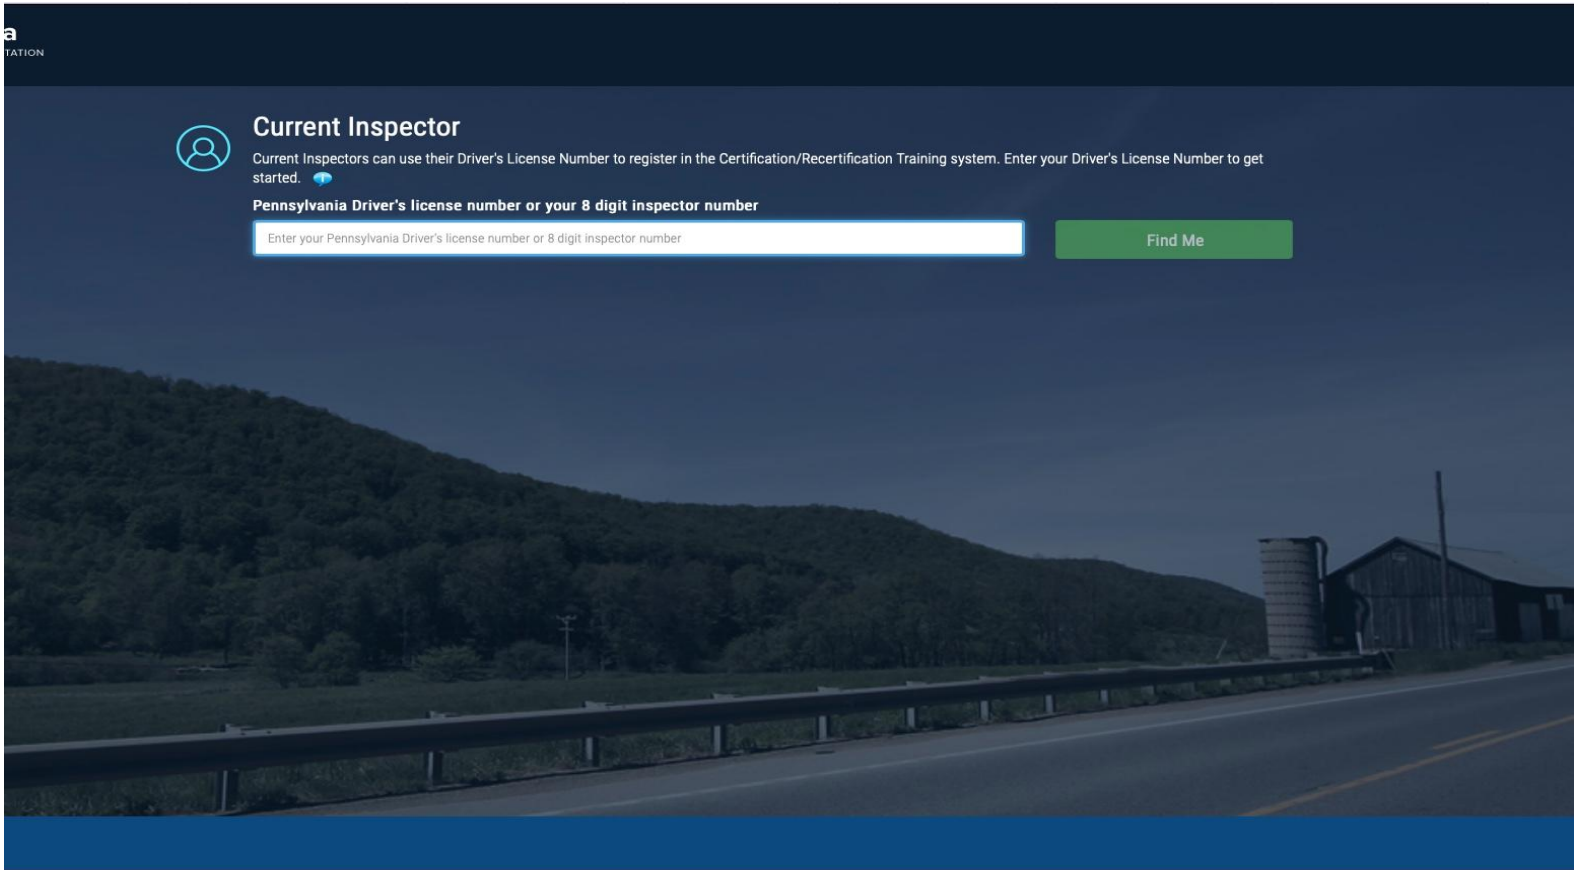 a
TATION
Current Inspector
Current Inspectors can use their Driver's License Number to register in the Certification/Recertification Training system. Enter your Driver's License Number to get
started.
Pennsylvania Driver's license number or your 8 digit inspector number
Enter your Pennsylvania Driver's license number or 8 digit inspector number
Find Me